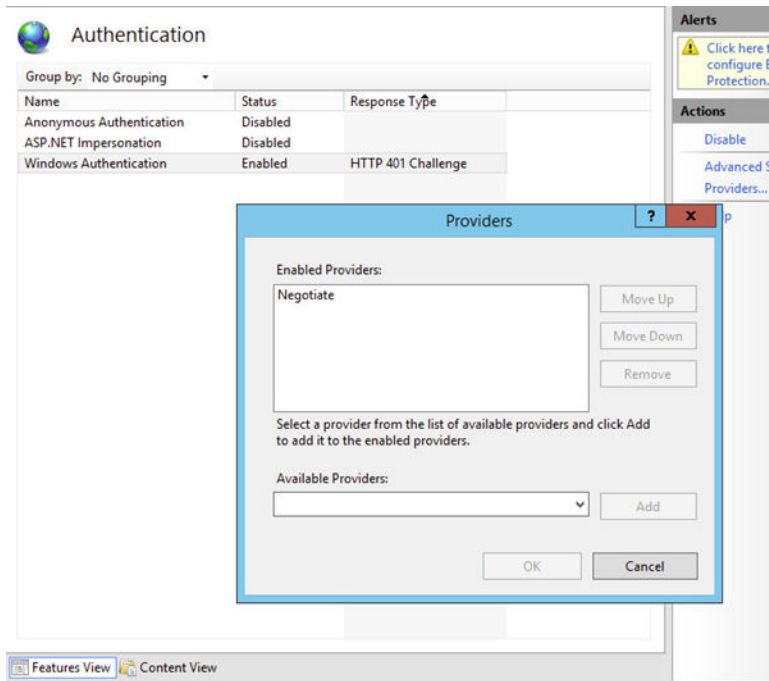 Authentication
Group by: No Grouping
Name Status Response Type
Anonymous Authentication Disabled
ASP.NET Impersonation Disabled
Windows Authentication Enabled HTTP 401 Challenge
Alerts
Click here
configure
Protection.
Actions
Disable
Advanced
Providers...
Providers
? x
Enabled Providers:
Negotiate
Move Up
Move Down
Remove
Select a provider from the list of available providers and click Add
to add it to the enabled providers.
Available Providers:
Add
OK
Cancel
Features View
Content View